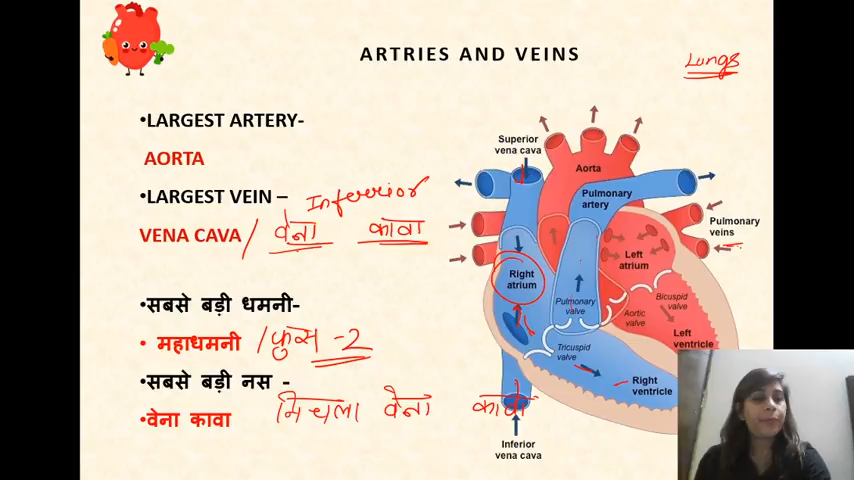 ARTRIES AND VEINS
Lungs
•LARGEST ARTERY-
AORTA
•LARGEST VEIN –
Inferrior
VENA CAVA / वेना कावा
•सबसे बड़ी धमनी-
• महाधमनी / फुस -2
•सबसे बड़ी नस -
• वेना कावा निचला वेना कावा
Superior
vena cava
Aorta
Pulmonary
artery
Pulmonary
veins
Right
atrium
Left
atrium
Pulmonary
valve
Aortic
valve
Bicuspid
valve
Left
ventricle
Tricuspid
valve
Right
ventricle
Inferior
vena cava